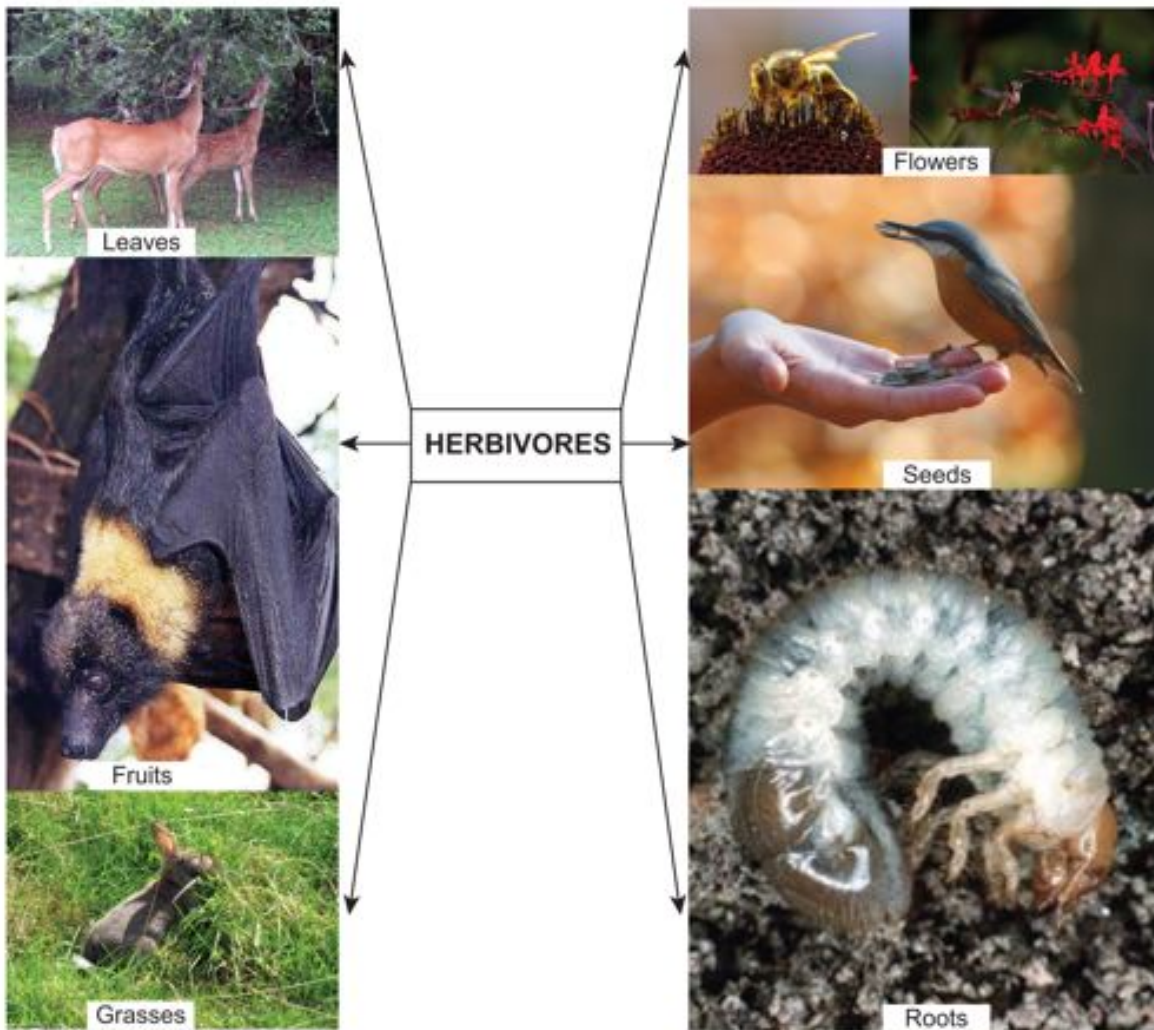 Leaves
Flowers
HERBIVORES
Seeds
Fruits
Grasses
Roots